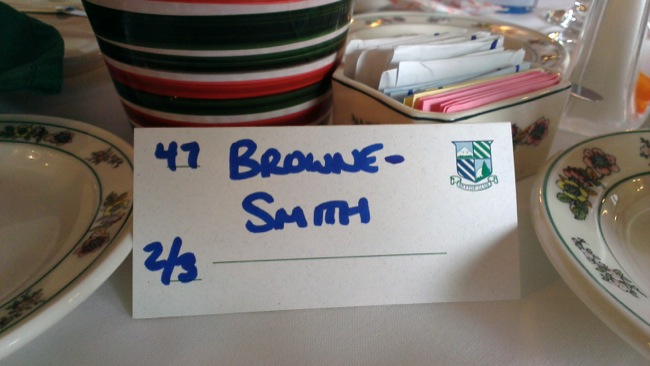 47 BROWNE-
SMITH
2/3